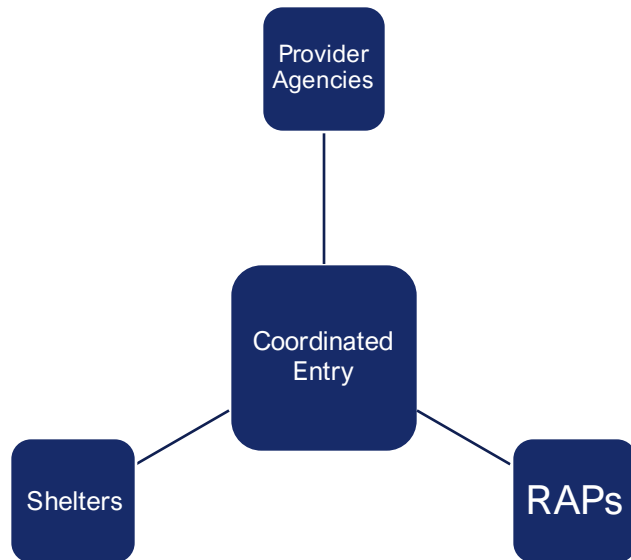 Provider
Agencies
Coordinated
Entry
Shelters
RAPs